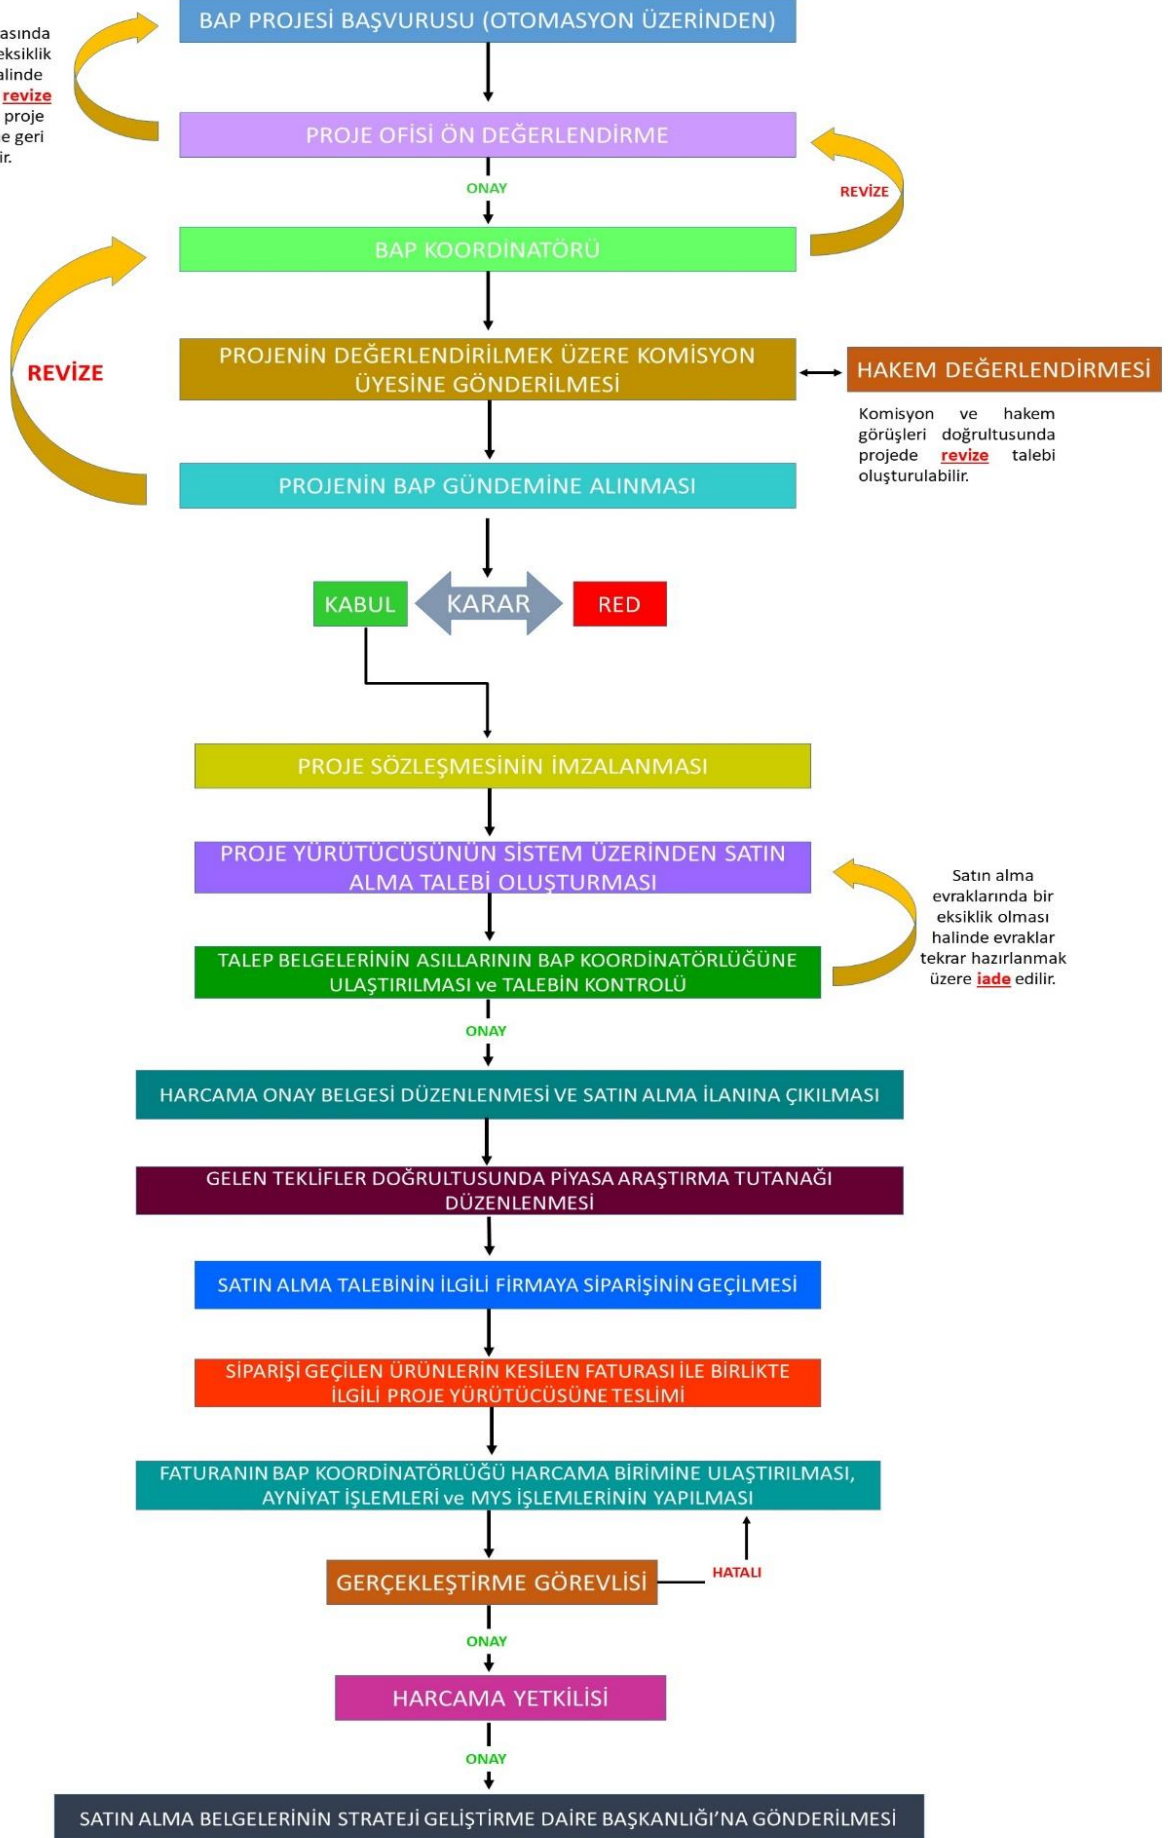 BAP PROJESİ BAŞVURUSU (OTOMASYON ÜZERİNDEN)
eksiklik
revize
proje
geri
PROJE OFİSİ ÖN DEĞERLENDİRME
ONAY
REVİZE
BAP KOORDİNATÖRÜ
REVİZE
PROJENİN DEĞERLENDİRİLMEK ÜZERE KOMİSYON
ÜYESİNE GÖNDERİLMESİ
HAKEM DEĞERLENDİRMESİ
Komisyon ve hakem
görüşleri doğrultusunda
projede revize talebi
oluşturulabilir.
PROJENİN BAP GÜNDEMİNE ALINMASI
KABUL
KARAR
RED
PROJE SÖZLEŞMESİNİN İMZALANMASI
PROJE YÜRÜTÜCÜSÜNÜN SİSTEM ÜZERİNDEN SATIN
ALMA TALEBİ OLUŞTURMASI
Satın alma
evraklarında bir
eksiklik olması
halinde evraklar
tekrar hazırlanmak
üzere iade edilir.
TALEP BELGELERİNİN ASILLARININ BAP KOORDİNATÖRLÜĞÜNE
ULAŞTIRILMASI ve TALEBİN KONTROLÜ
ONAY
HARCAMA ONAY BELGESİ DÜZENLENMESİ VE SATIN ALMA İLANINA ÇIKILMASI
GELEN TEKLİFLER DOĞRULTUSUNDA PİYASA ARAŞTIRMA TUTANAĞI
DÜZENLENMESİ
SATIN ALMA TALEBİNİN İLGİLİ FİRMAYA SİPARİŞİNİN GEÇİLMESİ
SİPARİŞİ GEÇİLEN ÜRÜNLERİN KESİLEN FATURASI İLE BİRLİKTE
İLGİLİ PROJE YÜRÜTÜCÜSÜNE TESLİMİ
FATURANIN BAP KOORDİNATÖRLÜĞÜ HARCAMA BİRİMİNE ULAŞTIRILMASI,
AYNİYAT İŞLEMLERİ ve MYS İŞLEMLERİNİN YAPILMASI
GERÇEKLEŞTİRME GÖREVLİSİ
HATALI
ONAY
HARCAMA YETKİLİSİ
ONAY
SATIN ALMA BELGELERİNİN STRATEJİ GELİŞTİRME DAİRE BAŞKANLIĞI’NA GÖNDERİLMESİ